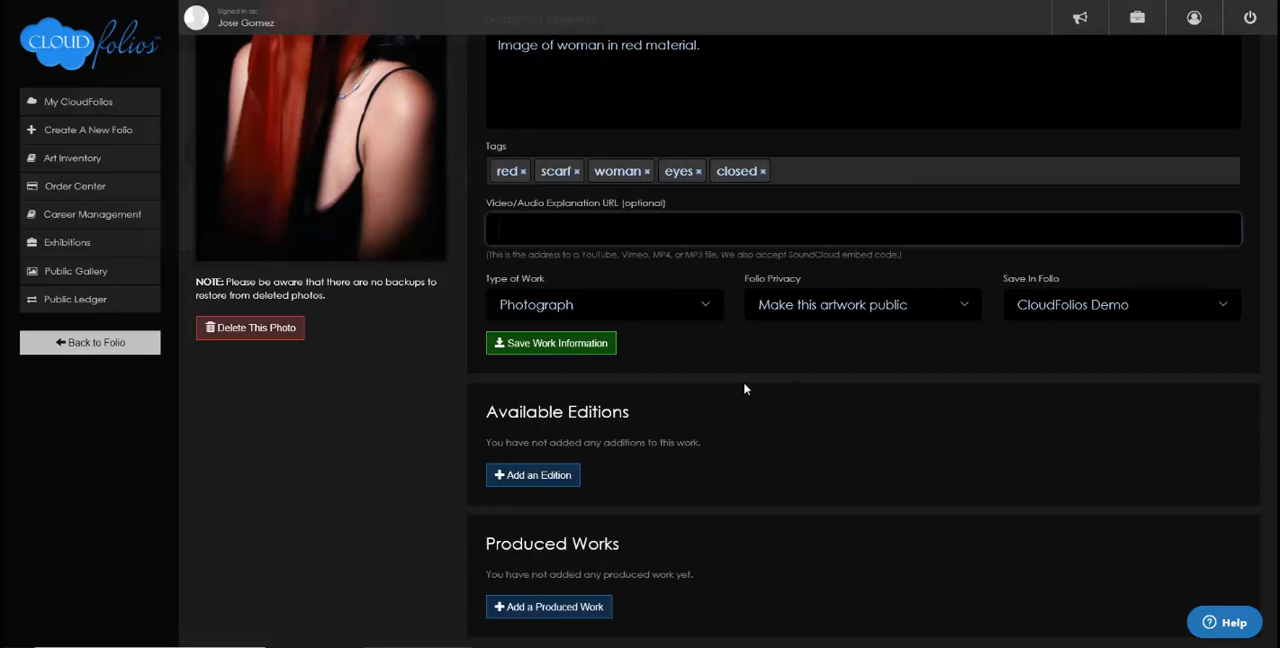 CLOUD folios
Signed in as:
Jose Gomez
My CloudFolios
Create A New Folio
Art Inventory
Order Center
Career Management
Exhibitions
Public Gallery
Public Ledger
Back to Folio
NOTE: Please be aware that there are no backups to
restore from deleted photos.
Delete This Photo
Image of woman in red material.
Tags
red × scarf × woman × eyes × closed ×
Video/Audio Explanation URL (optional)
(This is the address to a YouTube, Vimeo, MP4, or MP3 file. We also accept SoundCloud embed code.)
Type of Work Folio Privacy Save In Folio
Photograph Make this artwork public CloudFolios Demo
Save Work Information
Available Editions
You have not added any additions to this work.
+ Add an Edition
Produced Works
You have not added any produced work yet.
+ Add a Produced Work
Help